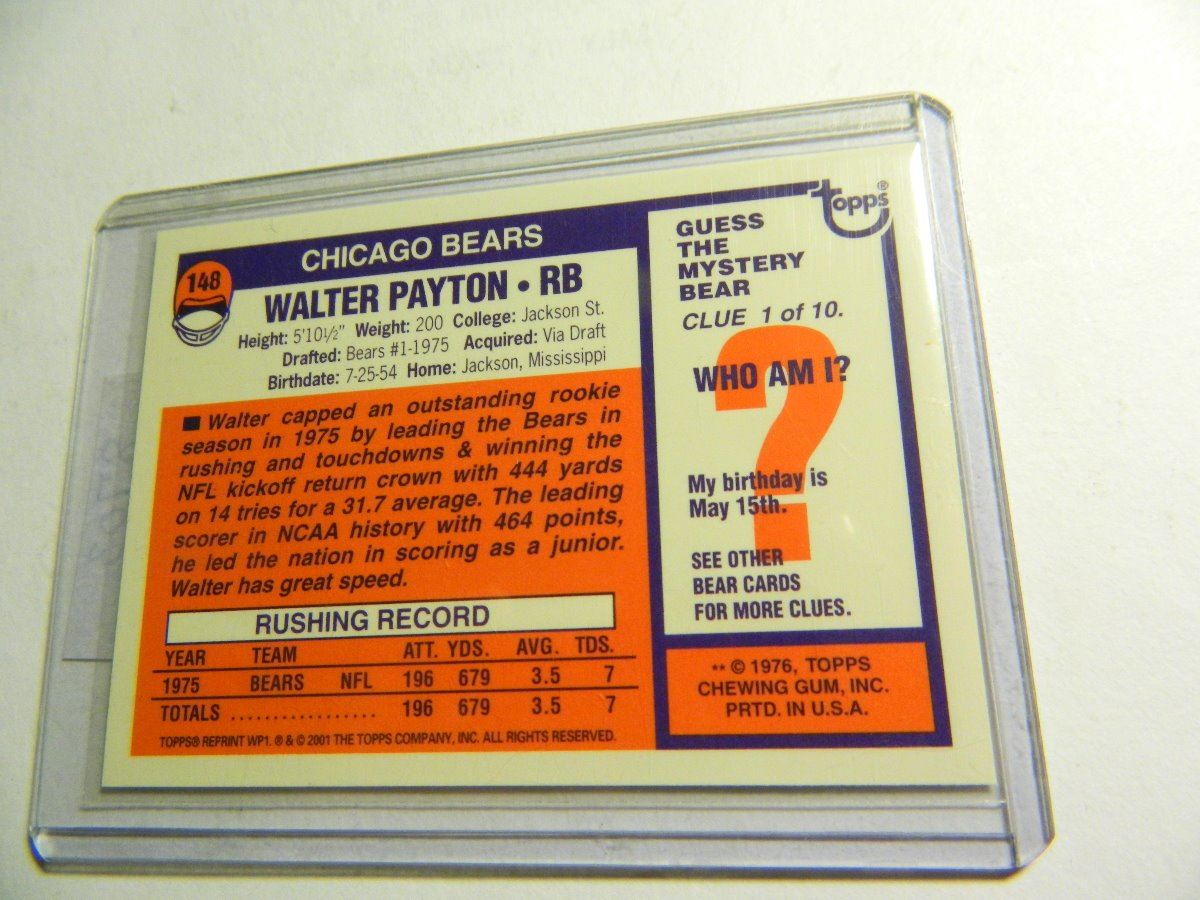 CHICAGO BEARS
148
WALTER PAYTON • RB
Height: 5'10½" Weight: 200 College: Jackson St.
Drafted: Bears #1-1975 Acquired: Via Draft
Birthdate: 7-25-54 Home: Jackson, Mississippi
■ Walter capped an outstanding rookie
season in 1975 by leading the Bears in
rushing and touchdowns & winning the
NFL kickoff return crown with 444 yards
on 14 tries for a 31.7 average. The leading
scorer in NCAA history with 464 points,
he led the nation in scoring as a junior.
Walter has great speed.
RUSHING RECORD
YEAR TEAM ATT. YDS. AVG. TDS.
1975 BEARS NFL 196 679 3.5 7
TOTALS .................. 196 679 3.5 7
TOPPS® REPRINT WP1. ® & © 2001 THE TOPPS COMPANY, INC. ALL RIGHTS RESERVED.
topps®
GUESS
THE
MYSTERY
BEAR
CLUE 1 of 10.
?
WHO AM I?
My birthday is
May 15th.
SEE OTHER
BEAR CARDS
FOR MORE CLUES.
** © 1976, TOPPS
CHEWING GUM, INC.
PRTD. IN U.S.A.